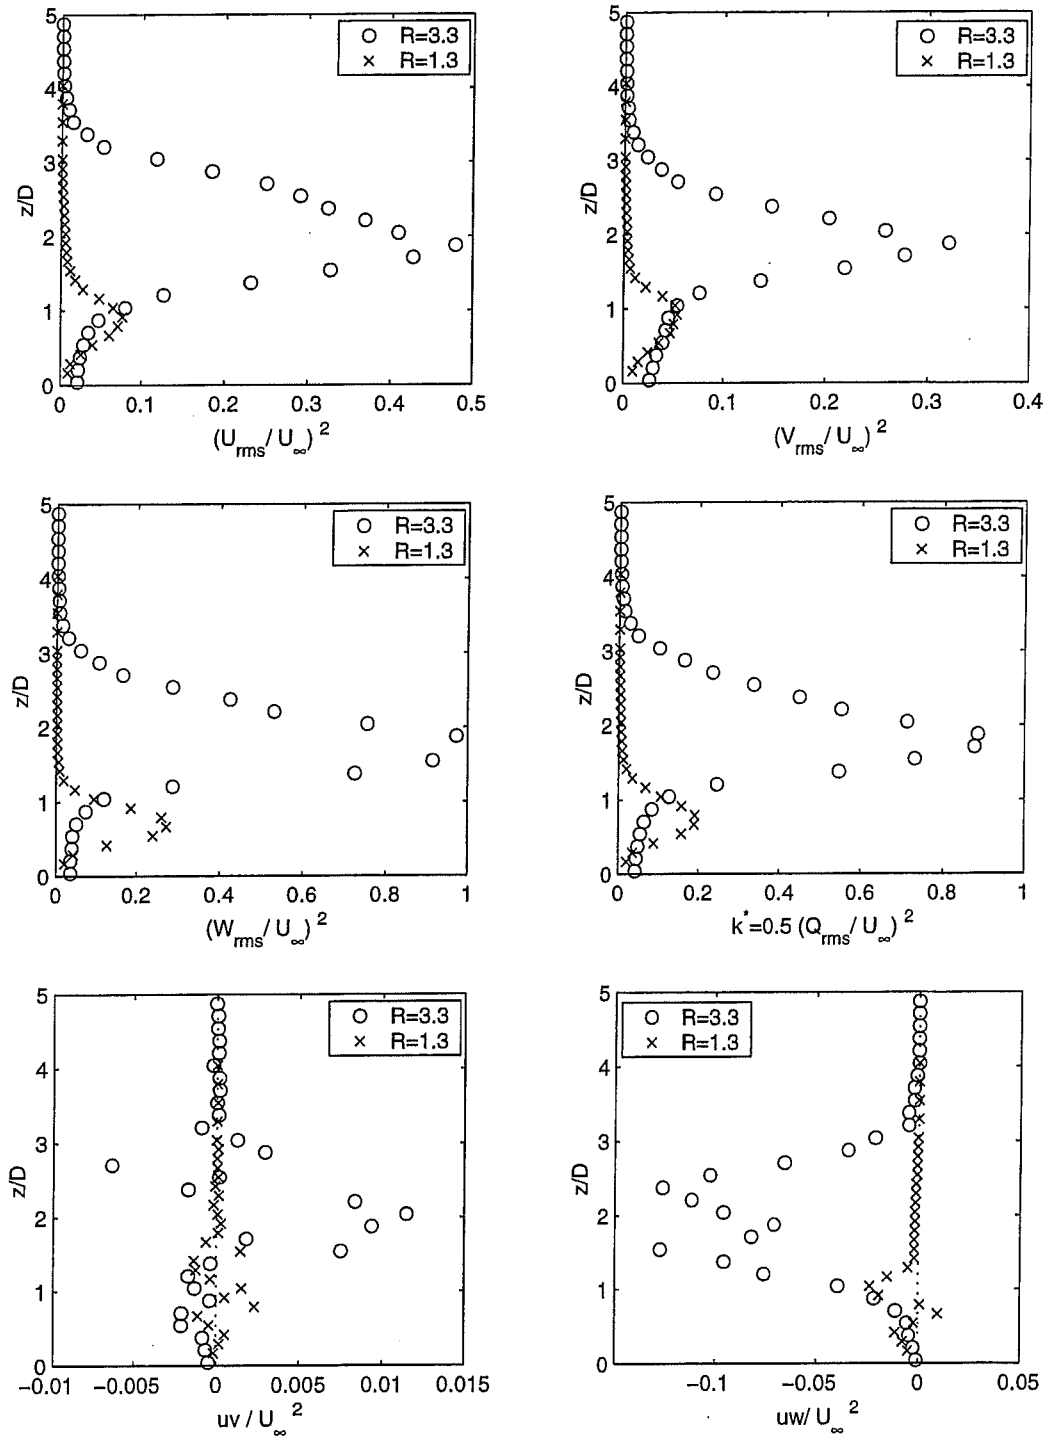 5
4
3
2
1
0
z/D
R=3.3
R=1.3
0 0.1 0.2 0.3 0.4 0.5
(U_rms / U_∞)²
5
4
3
2
1
0
z/D
R=3.3
R=1.3
0 0.1 0.2 0.3 0.4
(V_rms / U_∞)²
5
4
3
2
1
0
z/D
R=3.3
R=1.3
0 0.2 0.4 0.6 0.8 1
(W_rms / U_∞)²
5
4
3
2
1
0
z/D
R=3.3
R=1.3
0 0.2 0.4 0.6 0.8 1
k*=0.5 (Q_rms / U_∞)²
5
4
3
2
1
0
z/D
R=3.3
R=1.3
-0.01 -0.005 0 0.005 0.01 0.015
uv / U_∞²
5
4
3
2
1
0
z/D
R=3.3
R=1.3
-0.1 -0.05 0 0.05
uw / U_∞²